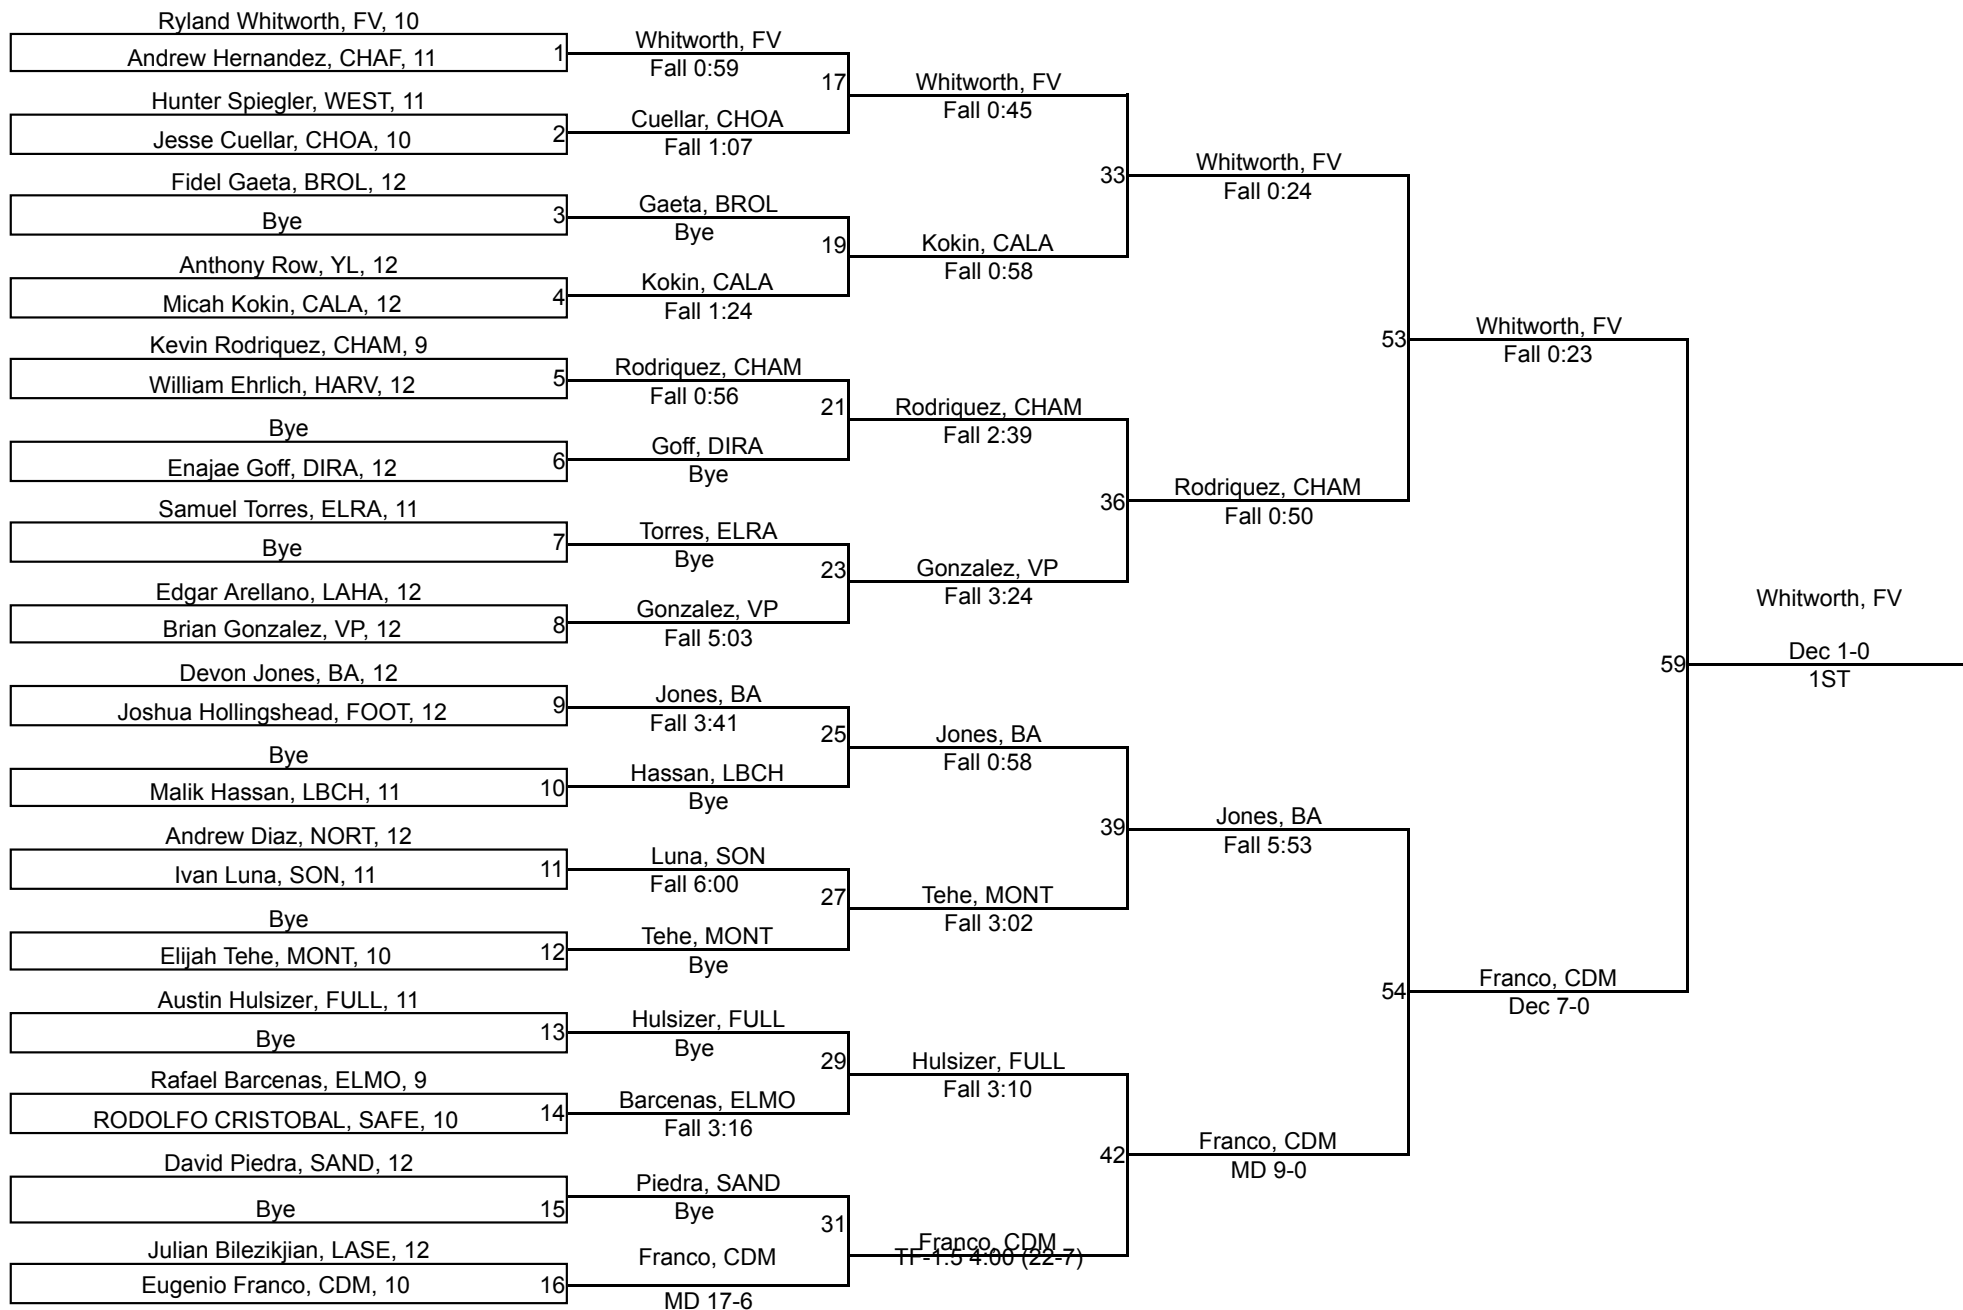 Ryland Whitworth, FV, 10
Andrew Hernandez, CHAF, 11
1
Hunter Spiegler, WEST, 11
Jesse Cuellar, CHOA, 10
2
Fidel Gaeta, BROL, 12
Bye
3
Anthony Row, YL, 12
Micah Kokin, CALA, 12
4
Kevin Rodriquez, CHAM, 9
William Ehrlich, HARV, 12
5
Bye
Enajae Goff, DIRA, 12
6
Samuel Torres, ELRA, 11
Bye
7
Edgar Arellano, LAHA, 12
Brian Gonzalez, VP, 12
8
Devon Jones, BA, 12
Joshua Hollingshead, FOOT, 12
9
Bye
Malik Hassan, LBCH, 11
10
Andrew Diaz, NORT, 12
Ivan Luna, SON, 11
11
Bye
Elijah Tehe, MONT, 10
12
Austin Hulsizer, FULL, 11
Bye
13
Rafael Barcenas, ELMO, 9
RODOLFO CRISTOBAL, SAFE, 10
14
David Piedra, SAND, 12
Bye
15
Julian Bilezikjian, LASE, 12
Eugenio Franco, CDM, 10
16
Whitworth, FV
Fall 0:59
17
Cuellar, CHOA
Fall 1:07
Gaeta, BROL
Bye
19
Kokin, CALA
Fall 1:24
Rodriquez, CHAM
Fall 0:56
21
Goff, DIRA
Bye
Torres, ELRA
Bye
23
Gonzalez, VP
Fall 5:03
Jones, BA
Fall 3:41
25
Hassan, LBCH
Bye
Luna, SON
Fall 6:00
27
Tehe, MONT
Bye
Hulsizer, FULL
Bye
29
Barcenas, ELMO
Fall 3:16
Piedra, SAND
Bye
31
Franco, CDM
MD 17-6
Whitworth, FV
Fall 0:45
33
Kokin, CALA
Fall 0:58
Rodriquez, CHAM
Fall 2:39
36
Gonzalez, VP
Fall 3:24
Jones, BA
Fall 0:58
39
Tehe, MONT
Fall 3:02
Hulsizer, FULL
Fall 3:10
42
Franco, CDM
TF-1.5 4:00 (22-7)
Whitworth, FV
Fall 0:24
53
Rodriquez, CHAM
Fall 0:50
Jones, BA
Fall 5:53
54
Franco, CDM
MD 9-0
Whitworth, FV
Fall 0:23
59
Franco, CDM
Dec 7-0
Whitworth, FV
Dec 1-0
1ST